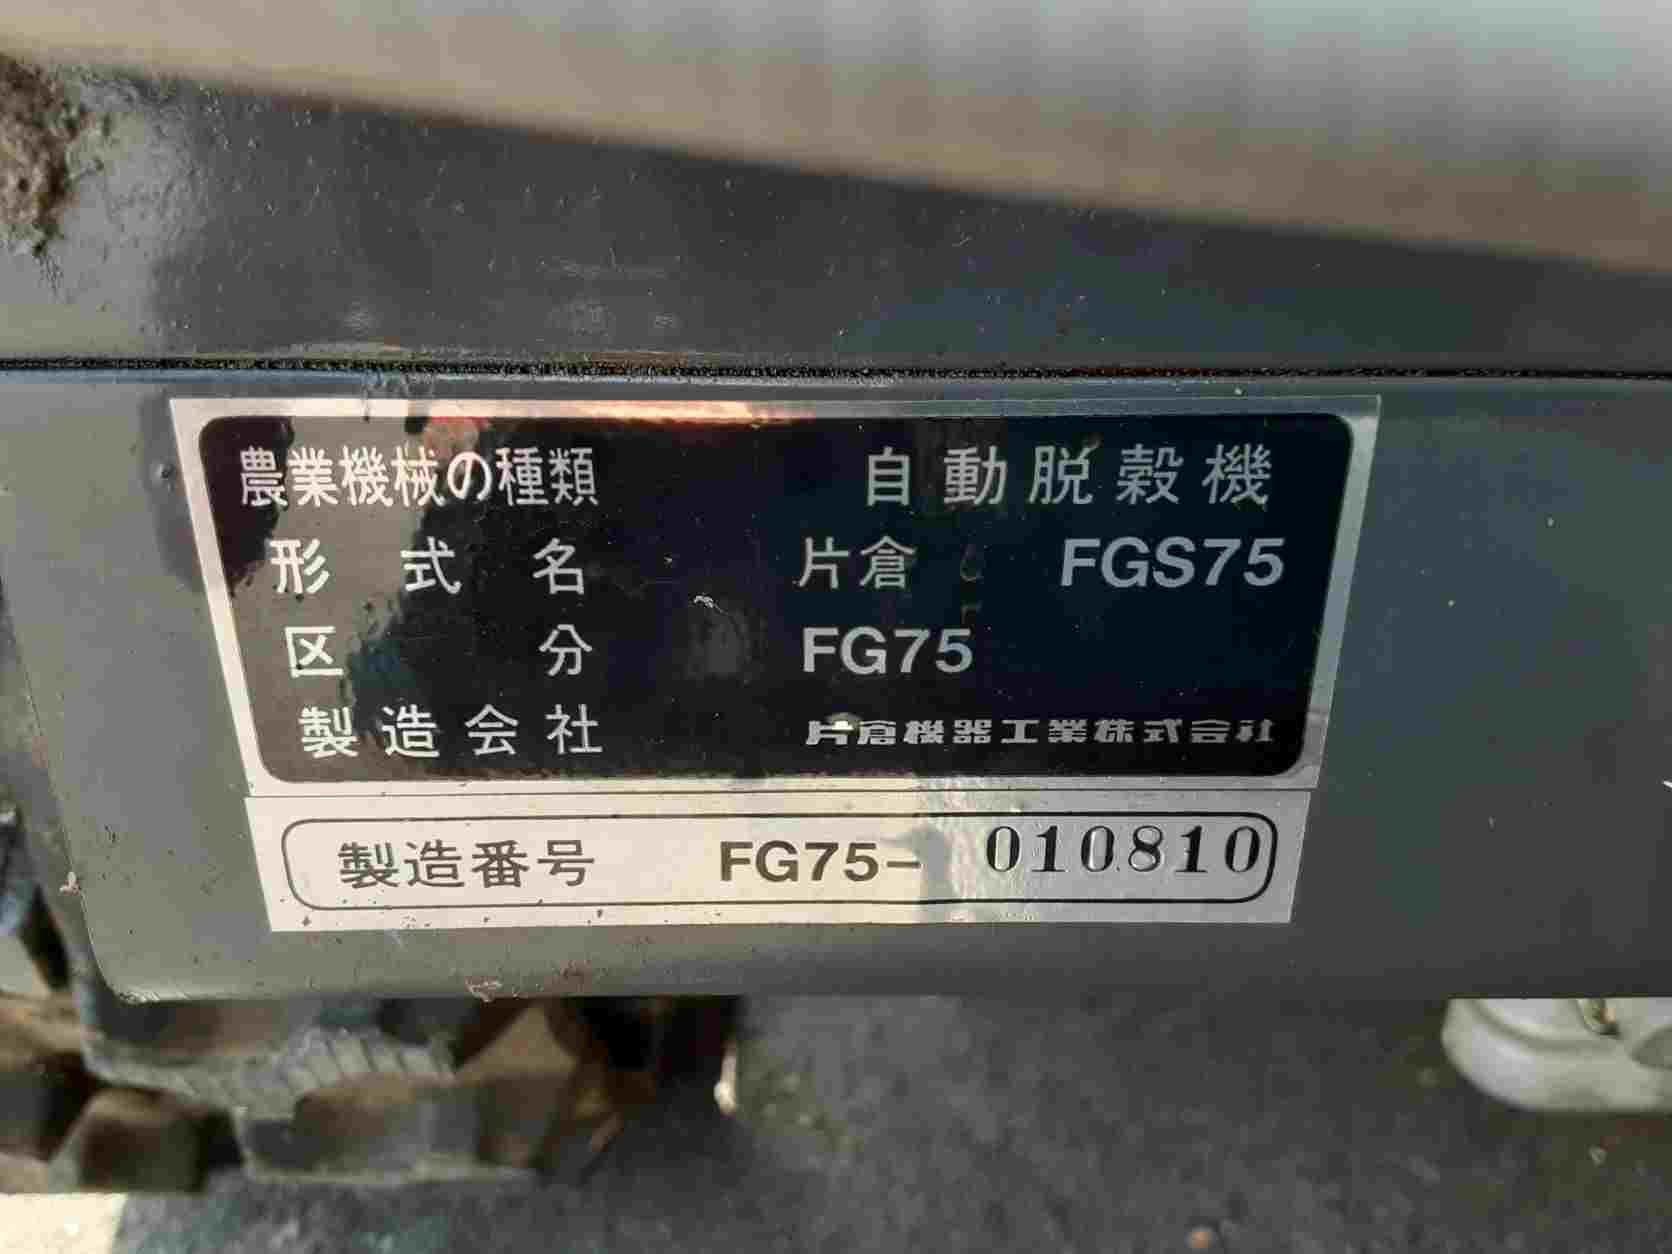 農業機械の種類 自動脱穀機
形式名 片倉 FGS75
区分 FG75
製造会社 片倉機器工業株式会社
製造番号 FG75- 010810